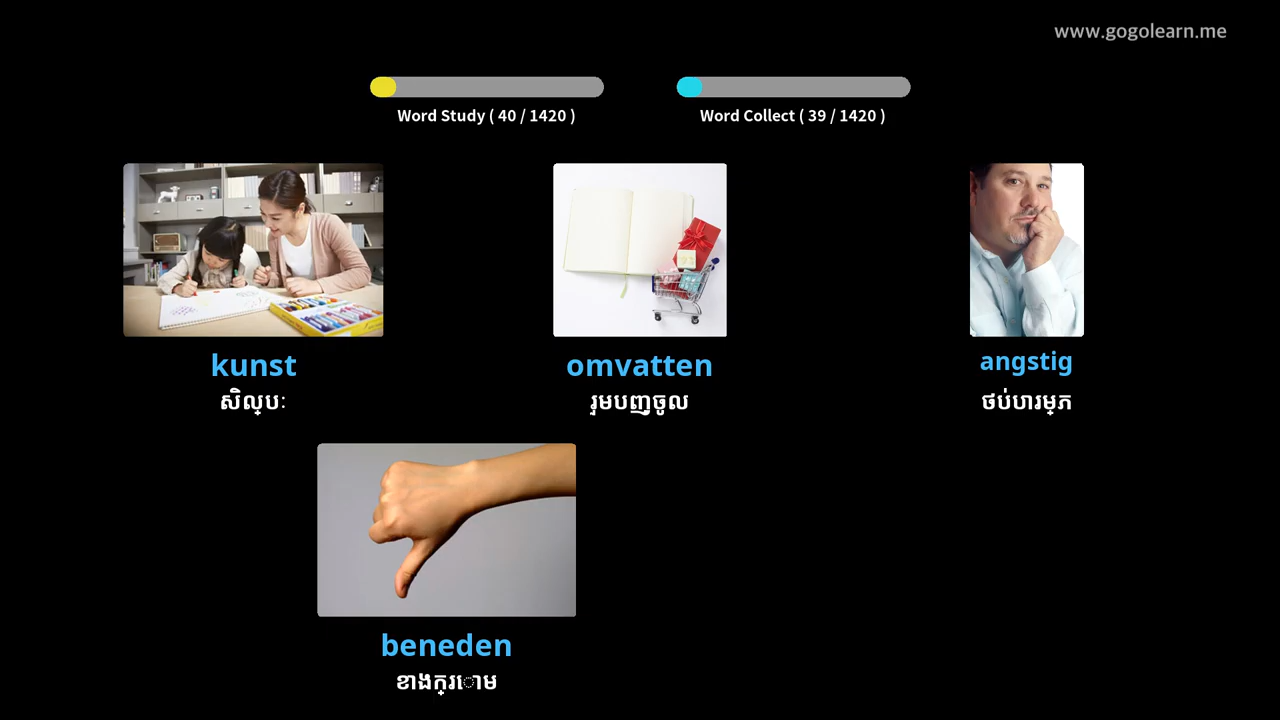 www.gogolearn.me
Word Study ( 40 / 1420 )
Word Collect ( 39 / 1420 )
kunst
omvatten
angstig
សិល្បៈ
រួមបញ្ចូល
ថប់បារម្ភ
beneden
ខាងក្រោម